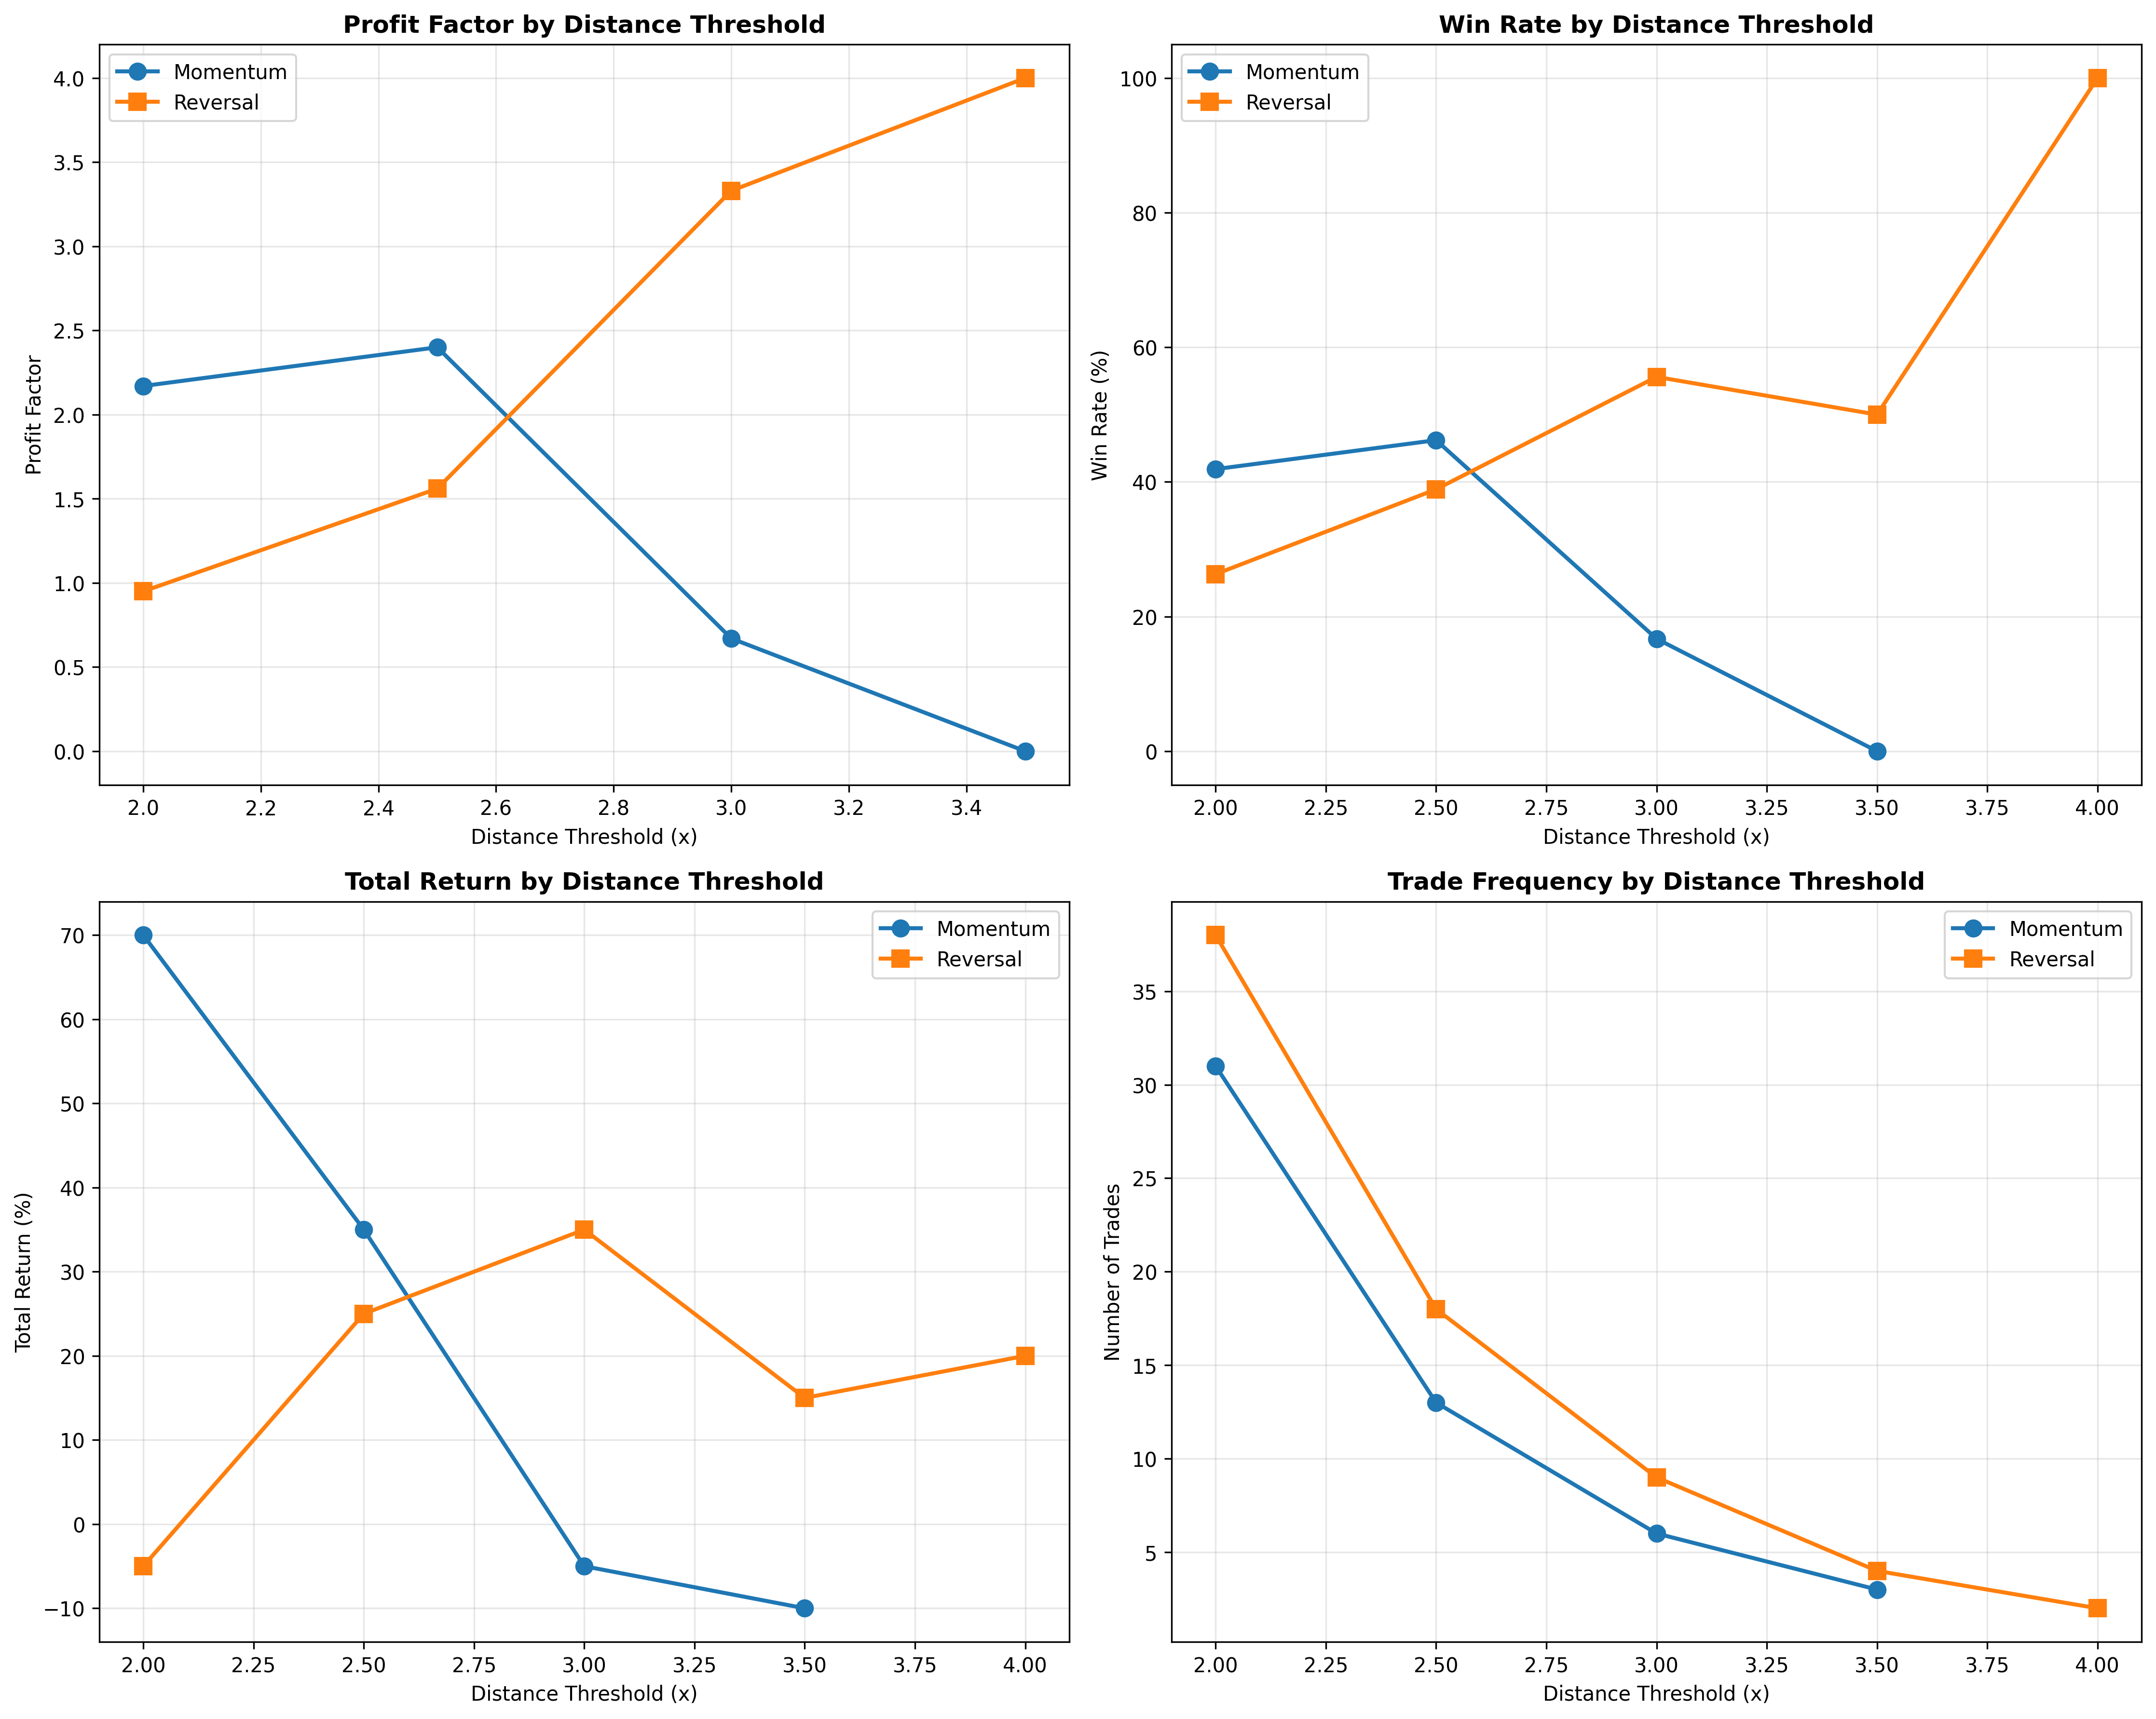 Profit Factor by Distance Threshold
Momentum
Reversal
4.0
3.5
3.0
2.5
2.0
1.5
1.0
0.5
0.0
Profit Factor
2.0 2.2 2.4 2.6 2.8 3.0 3.2 3.4
Distance Threshold (x)
Win Rate by Distance Threshold
Momentum
Reversal
100
80
60
40
20
0
Win Rate (%)
2.00 2.25 2.50 2.75 3.00 3.25 3.50 3.75 4.00
Distance Threshold (x)
Total Return by Distance Threshold
Momentum
Reversal
70
60
50
40
30
20
10
0
−10
Total Return (%)
2.00 2.25 2.50 2.75 3.00 3.25 3.50 3.75 4.00
Distance Threshold (x)
Trade Frequency by Distance Threshold
Momentum
Reversal
35
30
25
20
15
10
5
Number of Trades
2.00 2.25 2.50 2.75 3.00 3.25 3.50 3.75 4.00
Distance Threshold (x)